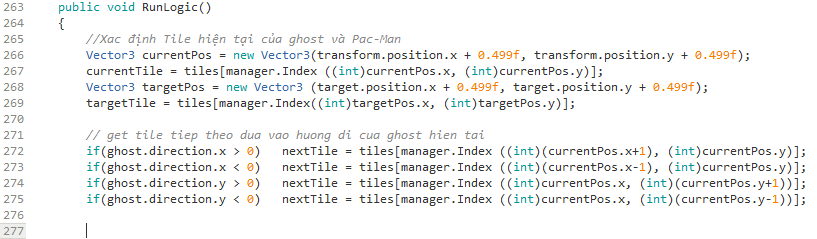 263 public void RunLogic()
264 {
265 //Xac định Tile hiện tại của ghost và Pac-Man
266 Vector3 currentPos = new Vector3(transform.position.x + 0.499f, transform.position.y + 0.499f);
267 currentTile = tiles[manager.Index ((int)currentPos.x, (int)currentPos.y)];
268 Vector3 targetPos = new Vector3 (target.position.x + 0.499f, target.position.y + 0.499f);
269 targetTile = tiles[manager.Index((int)targetPos.x, (int)targetPos.y)];
270
271 // get tile tiep theo dua vao huong di cua ghost hien tai
272 if(ghost.direction.x > 0) nextTile = tiles[manager.Index ((int)(currentPos.x+1), (int)currentPos.y)];
273 if(ghost.direction.x < 0) nextTile = tiles[manager.Index ((int)(currentPos.x-1), (int)currentPos.y)];
274 if(ghost.direction.y > 0) nextTile = tiles[manager.Index ((int)currentPos.x, (int)(currentPos.y+1))];
275 if(ghost.direction.y < 0) nextTile = tiles[manager.Index ((int)currentPos.x, (int)(currentPos.y-1))];
276
277